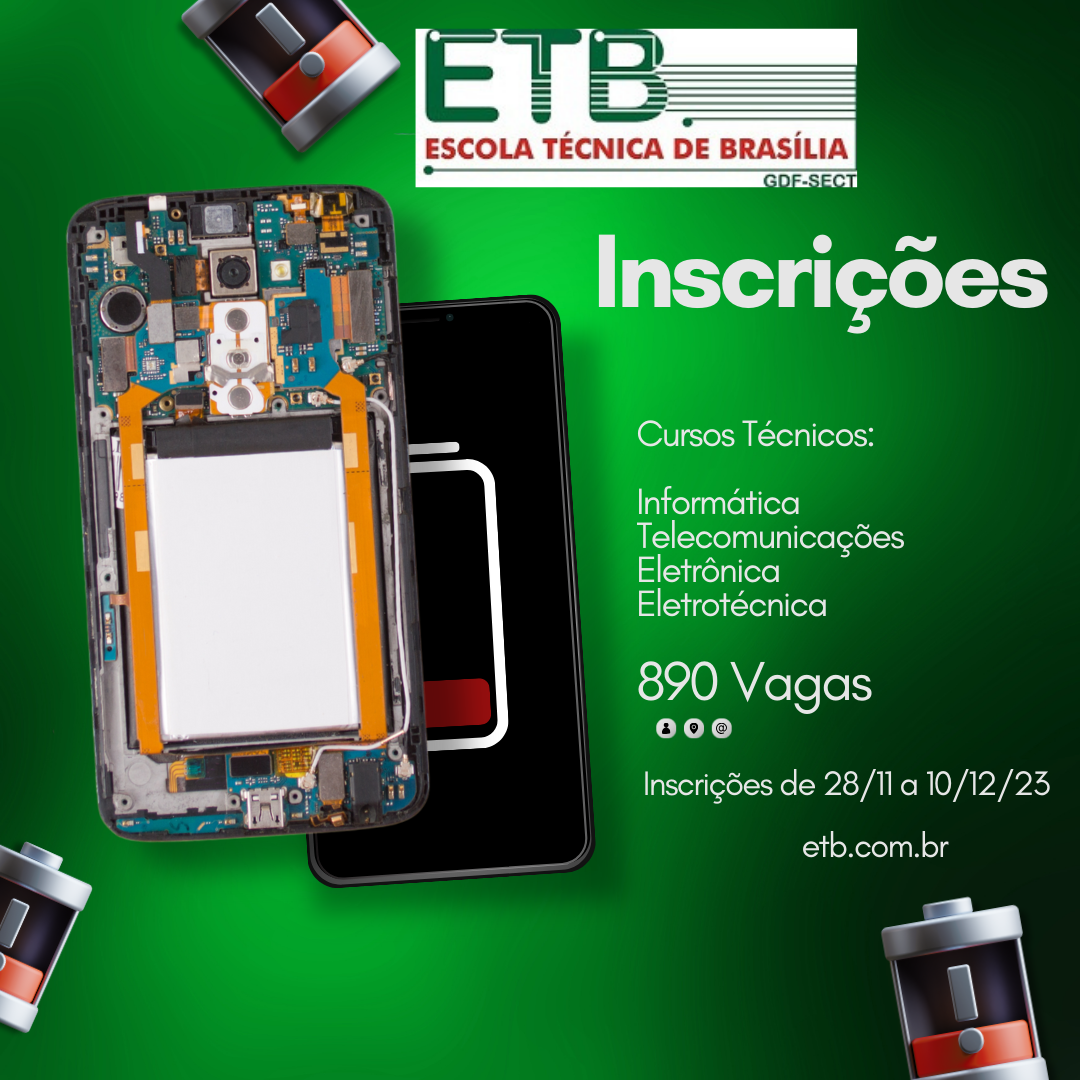 ETB
ESCOLA TÉCNICA DE BRASÍLIA
GDF-SECT
Inscrições
Cursos Técnicos:
Informática
Telecomunicações
Eletrônica
Eletrotécnica
890 Vagas
@
Inscrições de 28/11 a 10/12/23
etb.com.br